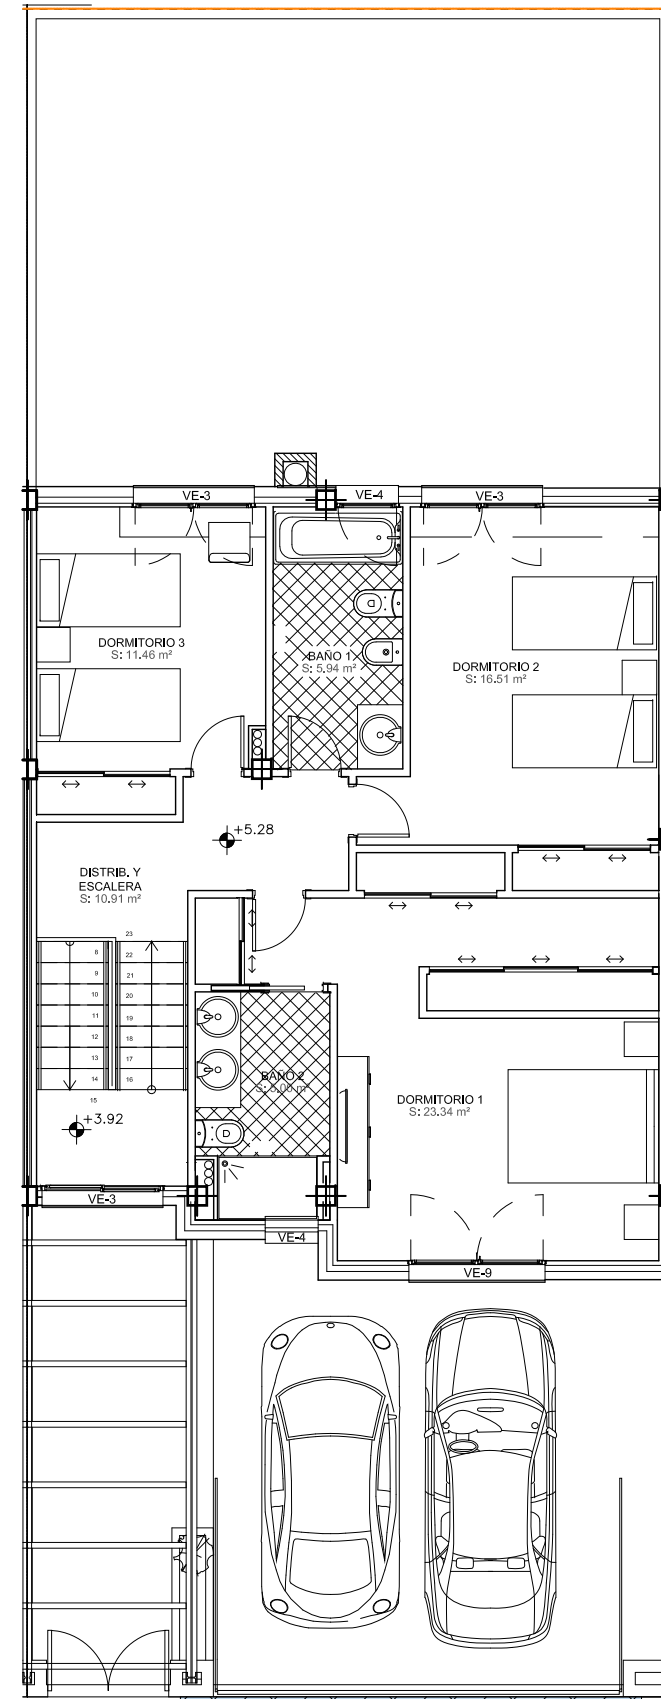 VE-3
VE-4
VE-3
DORMITORIO 3
S: 11.46 m²
BAÑO 1
S: 5.94 m²
DORMITORIO 2
S: 16.51 m²
+5.28
DISTRIB. Y
ESCALERA
S: 10.91 m²
23
8
22
9
21
10
20
11
19
12
18
13
17
14
16
15
+3.92
BAÑO 2
S: 5.00 m²
DORMITORIO 1
S: 23.34 m²
VE-3
VE-4
VE-9